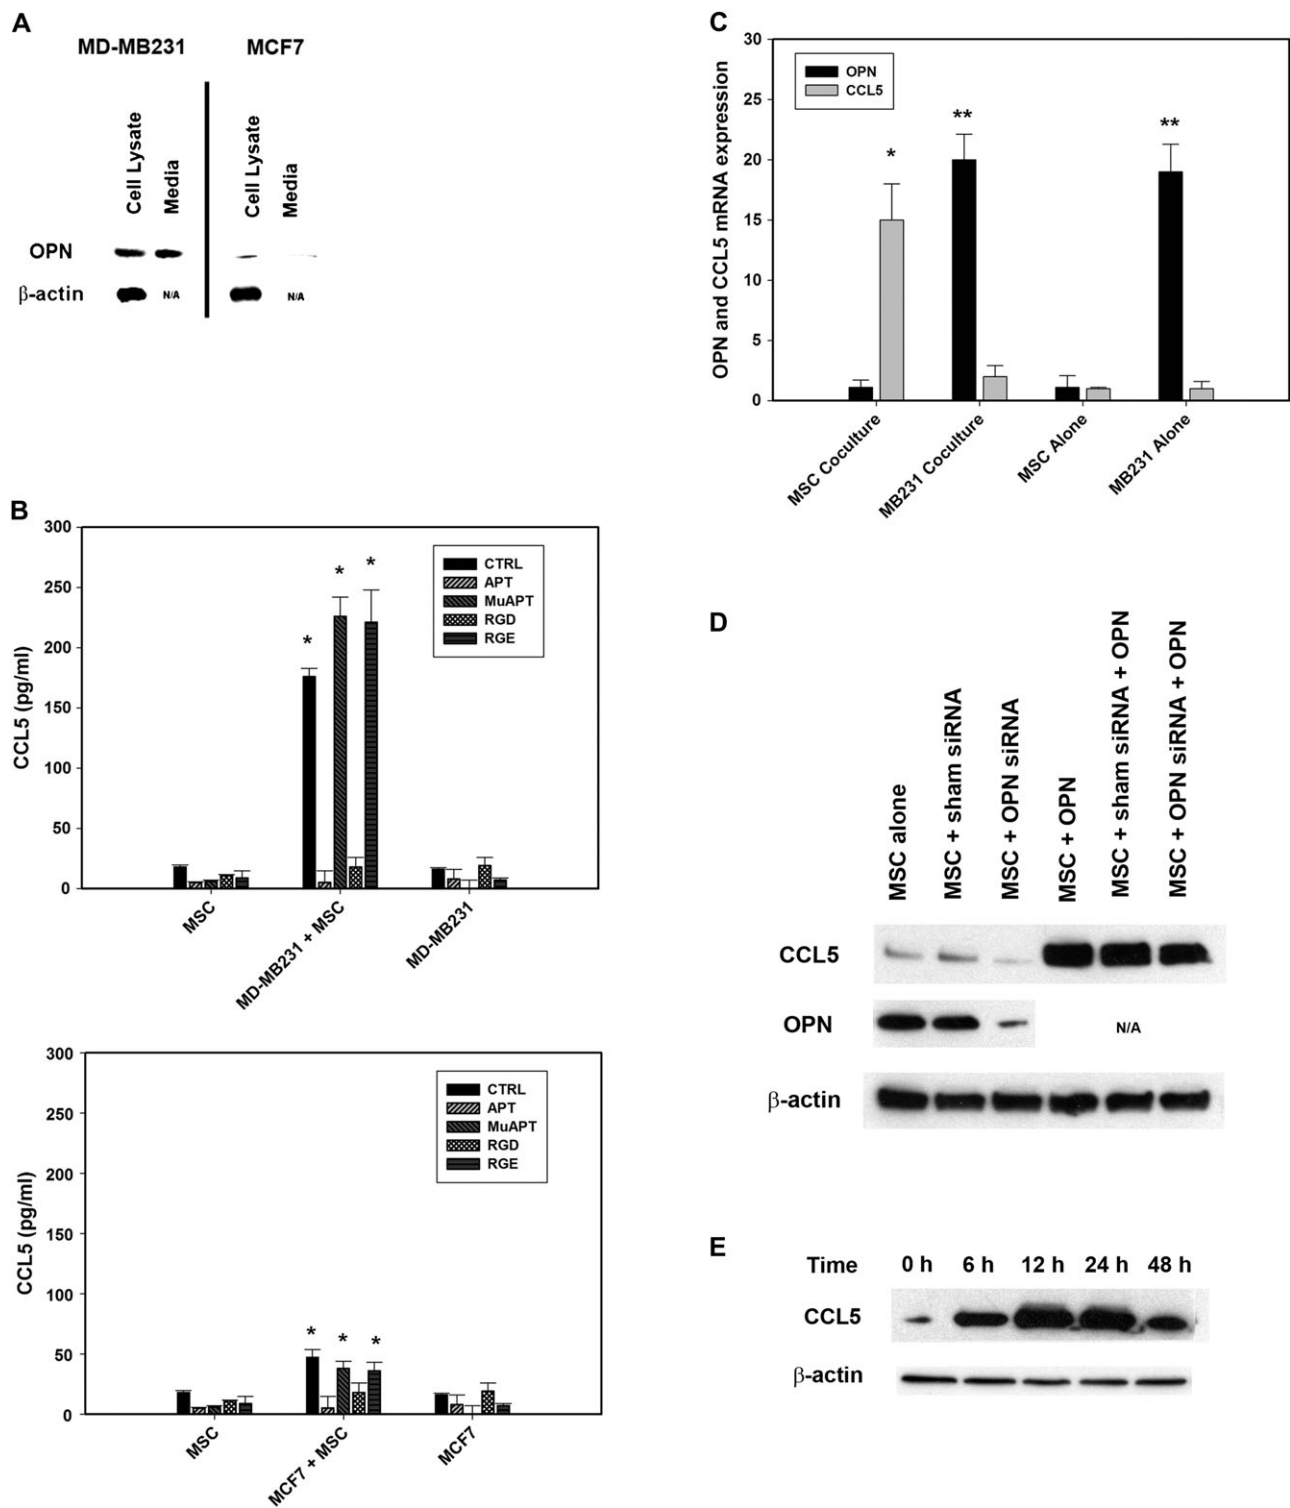 A
MD-MB231
MCF7
Cell Lysate
Media
Cell Lysate
Media
OPN
β-actin
N/A
N/A
B
300
250
200
150
100
50
0
CCL5 (pg/ml)
*
*
*
CTRL
APT
MuAPT
RGD
RGE
MSC
MD-MB231 + MSC
MD-MB231
300
250
200
150
100
50
0
CCL5 (pg/ml)
*
*
*
CTRL
APT
MuAPT
RGD
RGE
MSC
MCF7 + MSC
MCF7
C
30
25
20
15
10
5
0
OPN and CCL5 mRNA expression
OPN
CCL5
*
**
**
MSC Coculture
MB231 Coculture
MSC Alone
MB231 Alone
D
MSC alone
MSC + sham siRNA
MSC + OPN siRNA
MSC + OPN
MSC + sham siRNA + OPN
MSC + OPN siRNA + OPN
CCL5
OPN
N/A
β-actin
E
Time 0 h 6 h 12 h 24 h 48 h
CCL5
β-actin